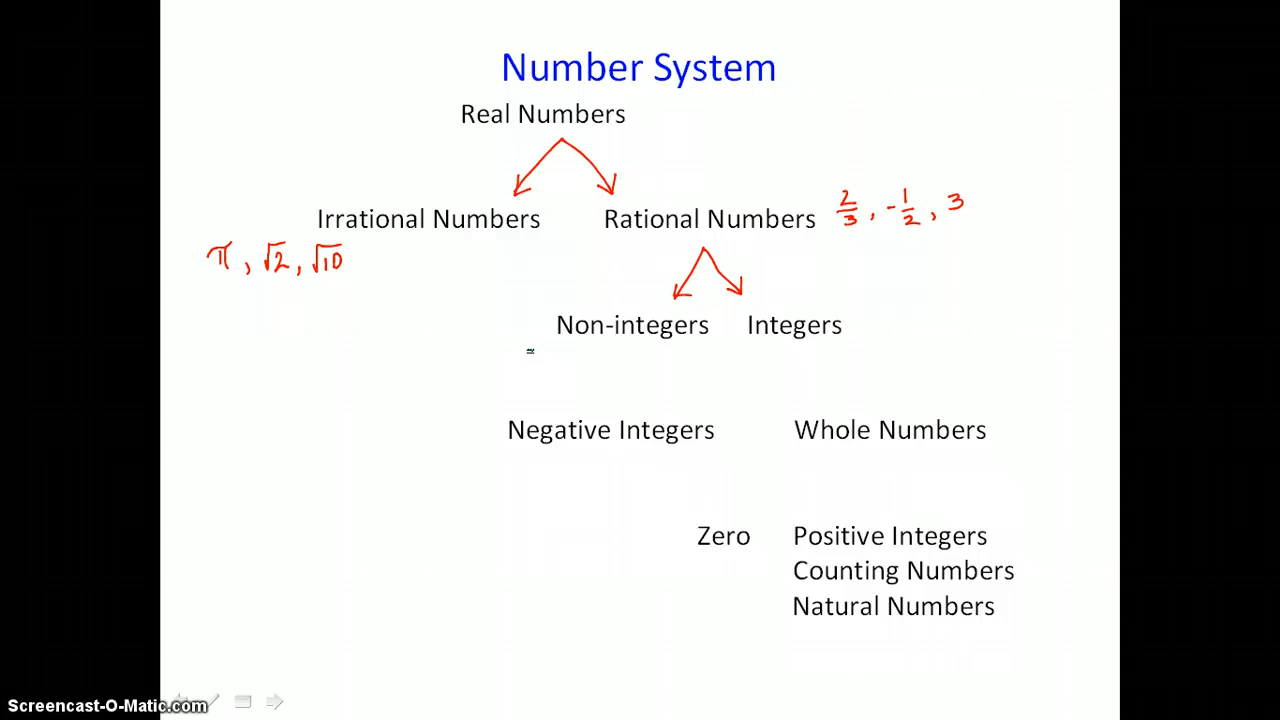 Number System
Real Numbers
Irrational Numbers
Rational Numbers
2/3, -1/2, 3
π, √2, √10
Non-integers
Integers
Negative Integers
Whole Numbers
Zero
Positive Integers
Counting Numbers
Natural Numbers
Screencast-O-Matic.com